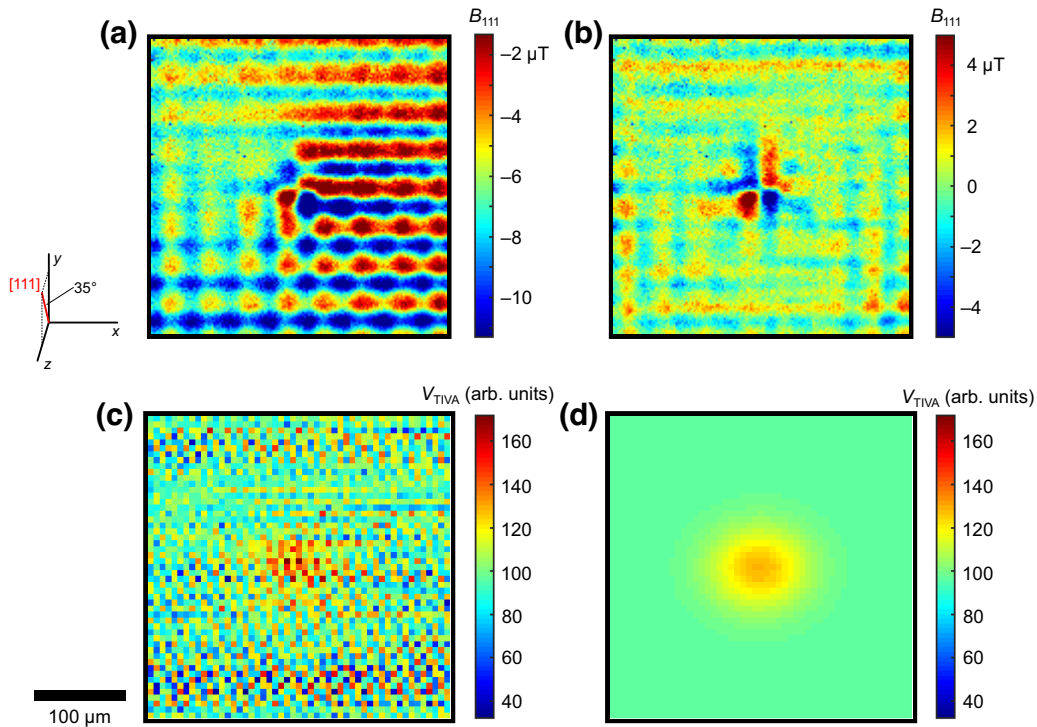 (a)
B111
−2 µT
−4
−6
−8
−10
(b)
B111
4 µT
2
0
−2
−4
y
[111]
35°
x
z
(c)
VTIVA (arb. units)
160
140
120
100
80
60
40
(d)
VTIVA (arb. units)
160
140
120
100
80
60
40
100 µm